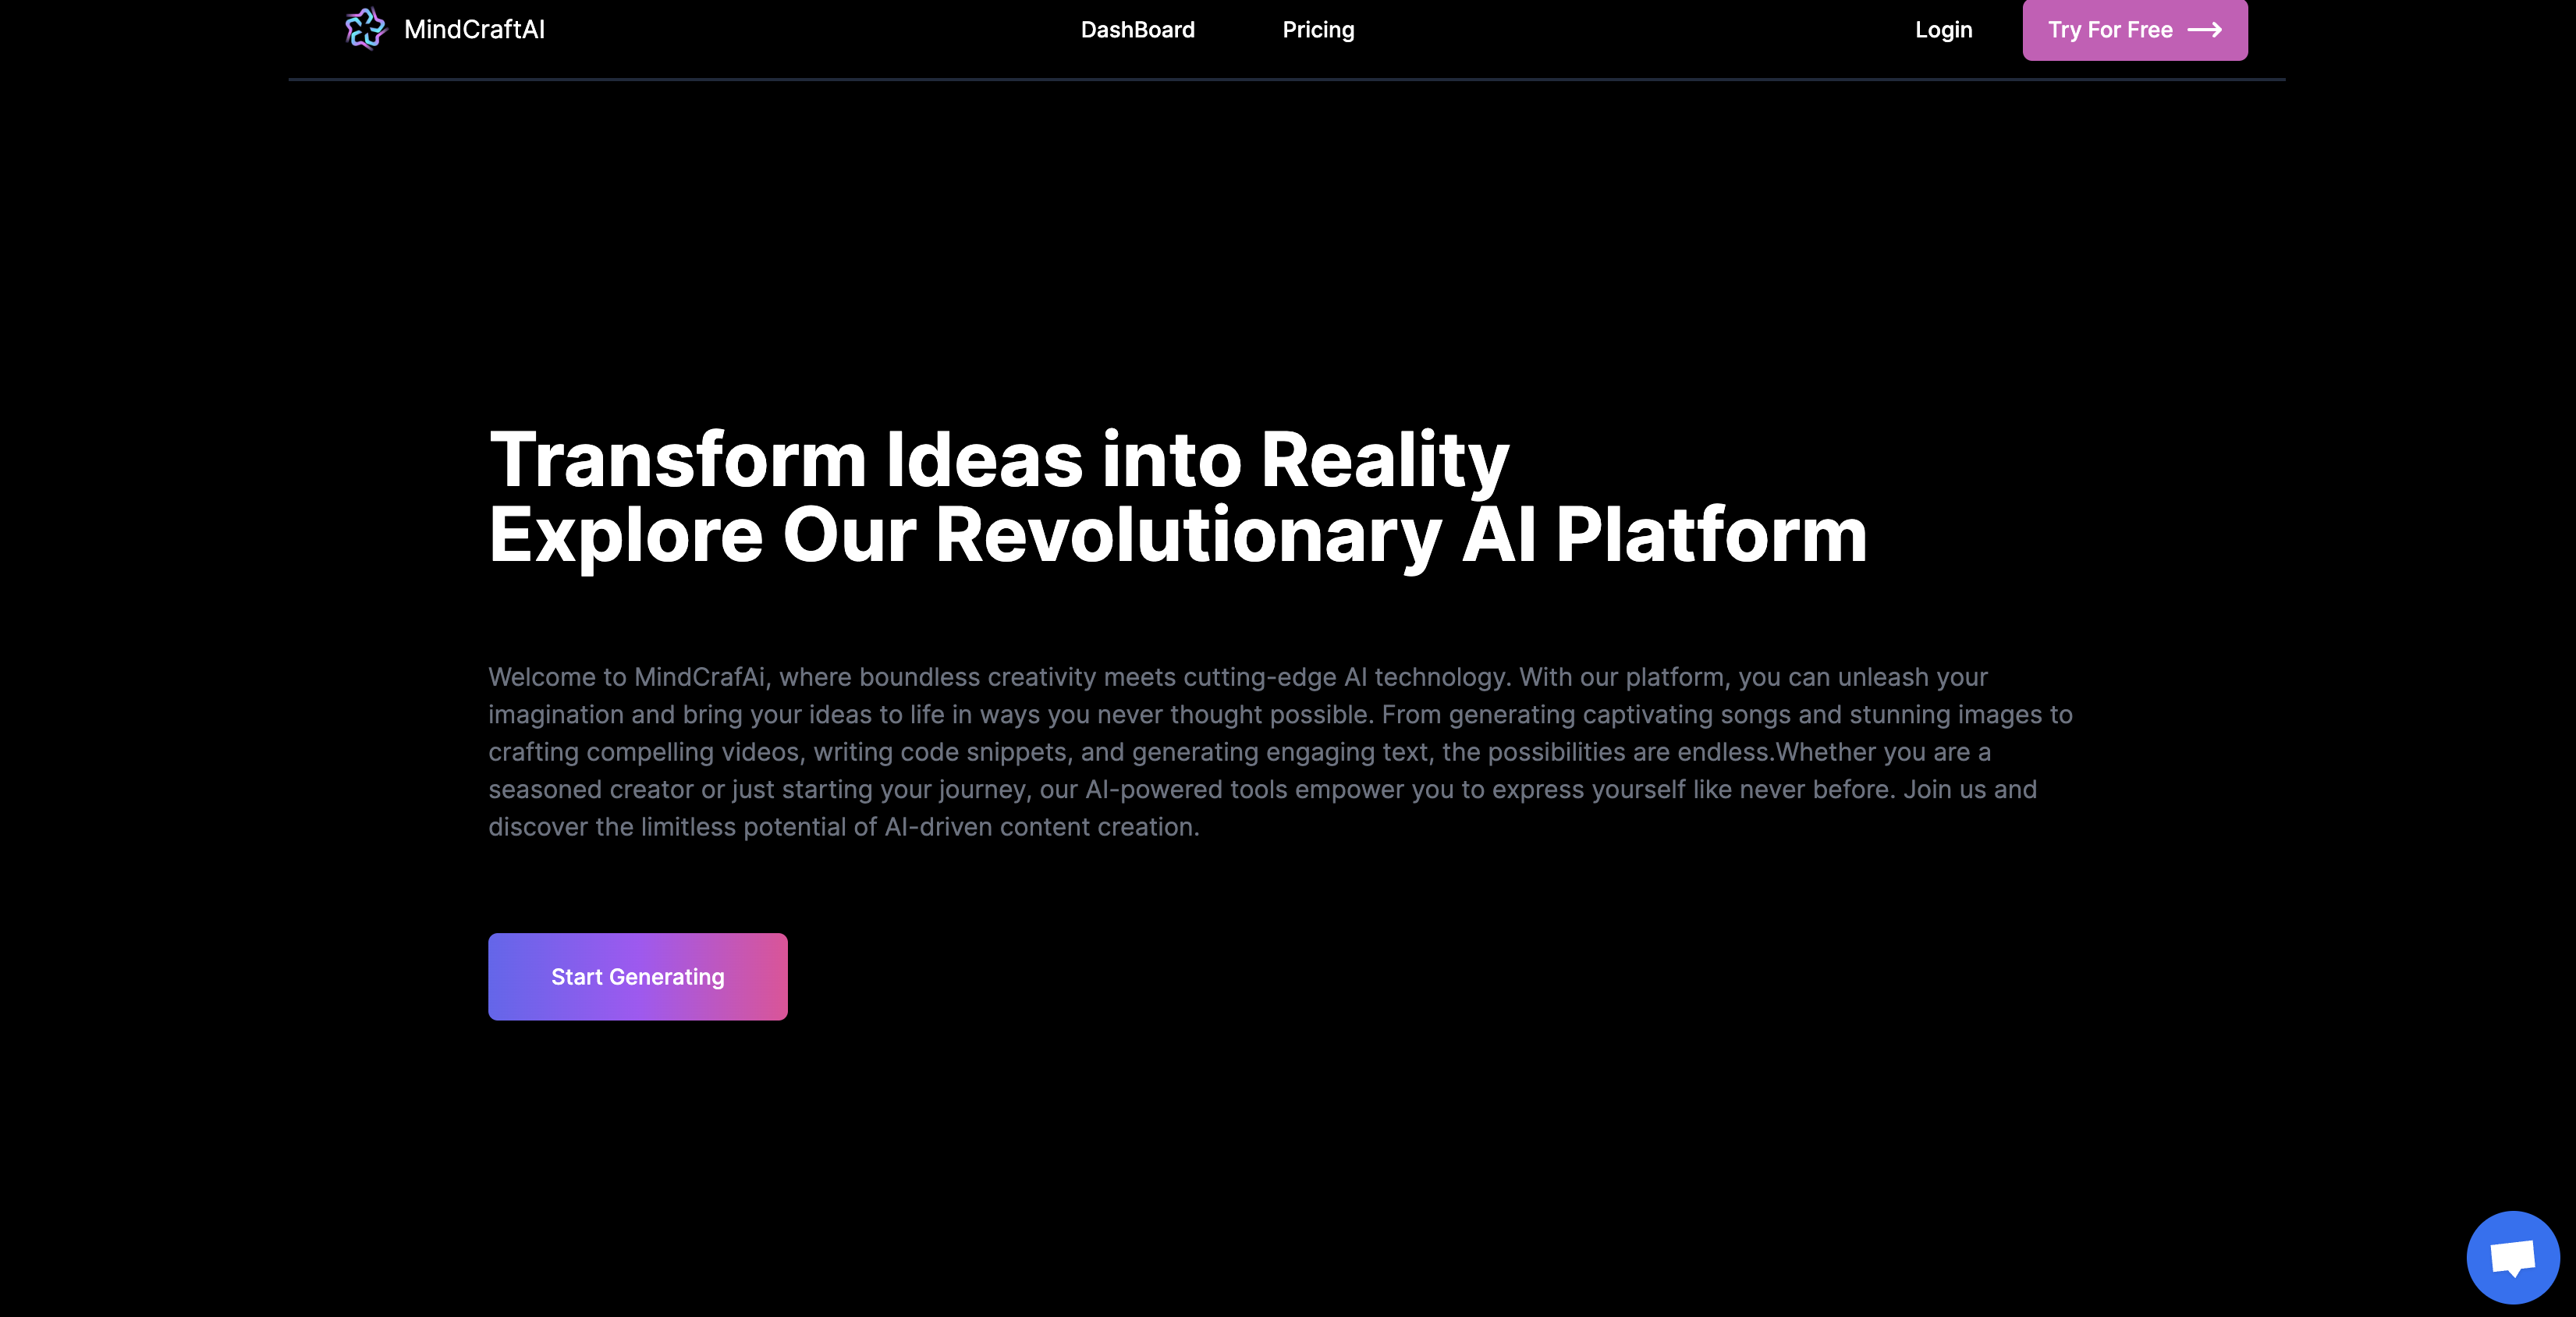 MindCraftAI
DashBoard
Pricing
Login
Try For Free
Transform Ideas into Reality
Explore Our Revolutionary AI Platform
Welcome to MindCrafAi, where boundless creativity meets cutting-edge AI technology. With our platform, you can unleash your
imagination and bring your ideas to life in ways you never thought possible. From generating captivating songs and stunning images to
crafting compelling videos, writing code snippets, and generating engaging text, the possibilities are endless.Whether you are a
seasoned creator or just starting your journey, our AI-powered tools empower you to express yourself like never before. Join us and
discover the limitless potential of AI-driven content creation.
Start Generating